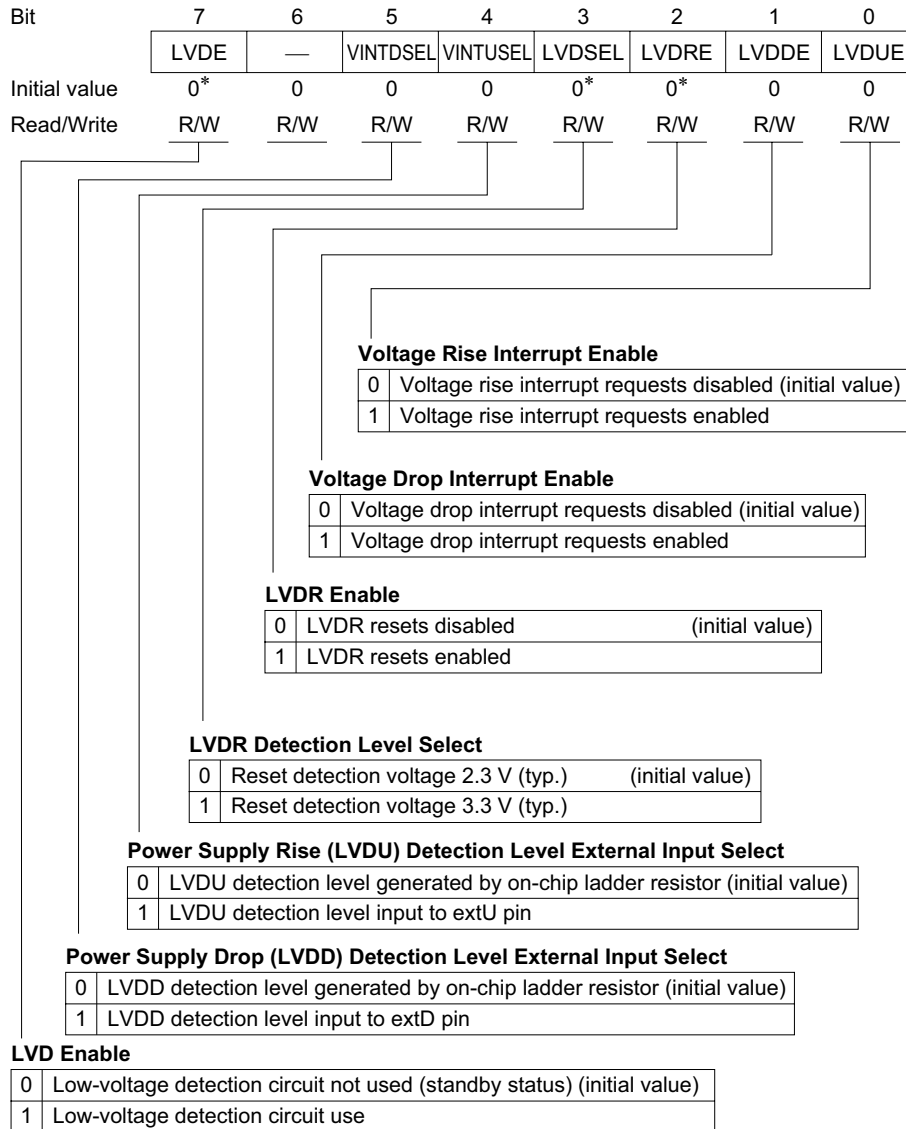 Bit 7 6 5 4 3 2 1 0
LVDE — VINTDSEL VINTUSEL LVDSEL LVDRE LVDDE LVDUE
Initial value 0* 0 0 0 0* 0* 0 0
Read/Write R/W R/W R/W R/W R/W R/W R/W R/W
Voltage Rise Interrupt Enable
0 Voltage rise interrupt requests disabled (initial value)
1 Voltage rise interrupt requests enabled
Voltage Drop Interrupt Enable
0 Voltage drop interrupt requests disabled (initial value)
1 Voltage drop interrupt requests enabled
LVDR Enable
0 LVDR resets disabled (initial value)
1 LVDR resets enabled
LVDR Detection Level Select
0 Reset detection voltage 2.3 V (typ.) (initial value)
1 Reset detection voltage 3.3 V (typ.)
Power Supply Rise (LVDU) Detection Level External Input Select
0 LVDU detection level generated by on-chip ladder resistor (initial value)
1 LVDU detection level input to extU pin
Power Supply Drop (LVDD) Detection Level External Input Select
0 LVDD detection level generated by on-chip ladder resistor (initial value)
1 LVDD detection level input to extD pin
LVD Enable
0 Low-voltage detection circuit not used (standby status) (initial value)
1 Low-voltage detection circuit use